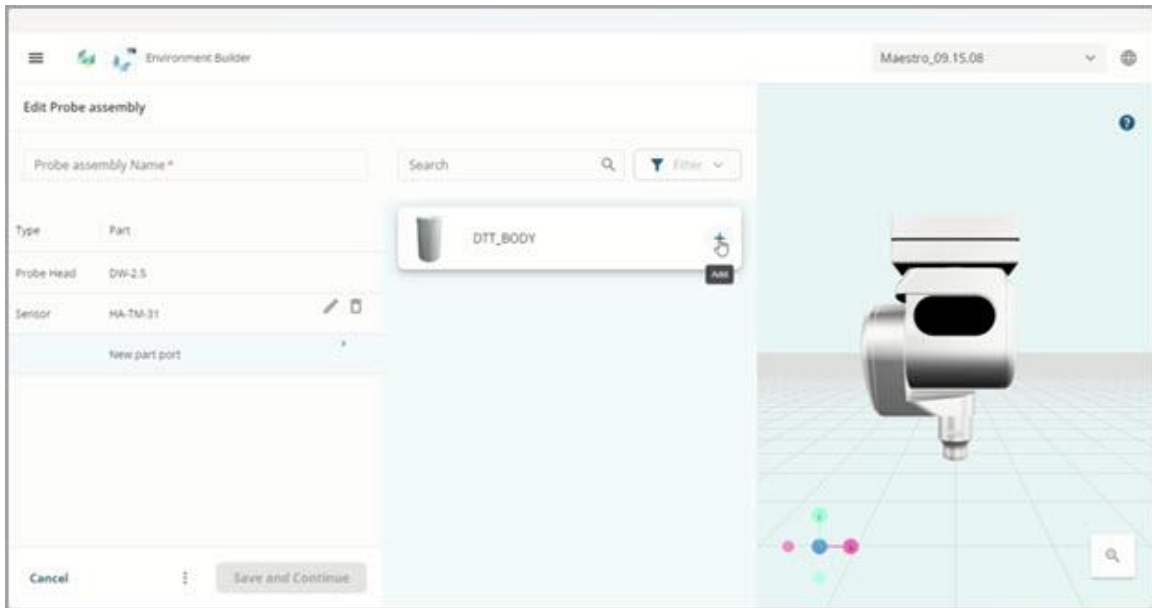 Environment Builder
Maestro_09.15.08
Edit Probe assembly
Probe assembly Name *
Search
Filter
Type Part
DTT_BODY
Add
Probe Head DW-2.5
Sensor HA-TM-31
New part port
Cancel
Save and Continue